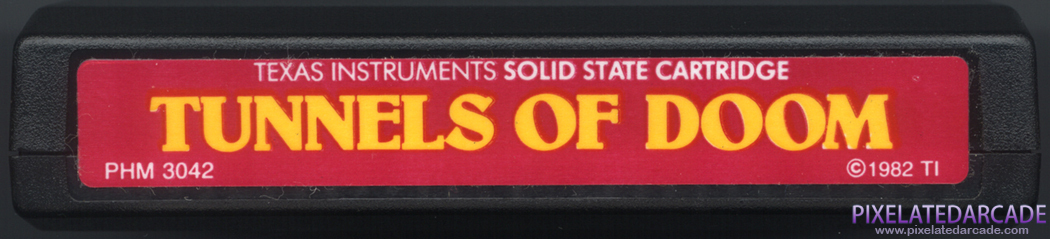 TEXAS INSTRUMENTS SOLID STATE CARTRIDGE
TUNNELS OF DOOM
PHM 3042
©1982 TI
PIXELATEDARCADE
www.pixelatedarcade.com